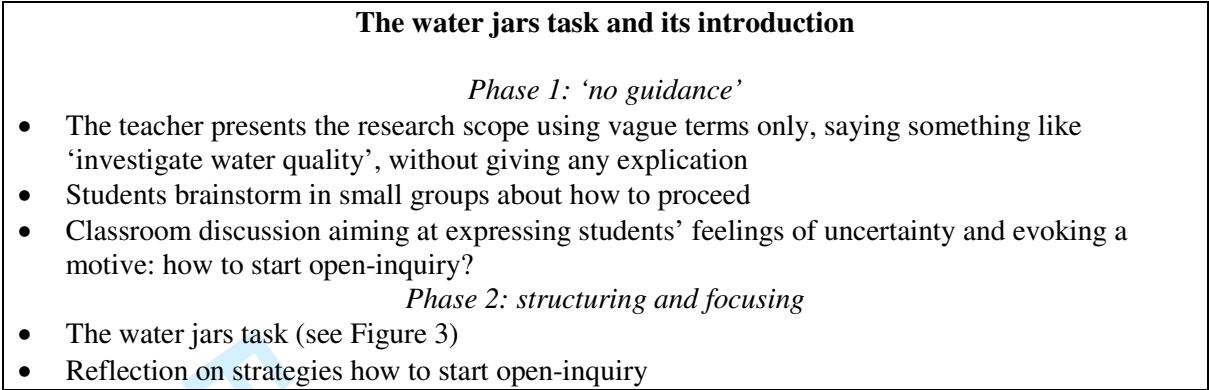 The water jars task and its introduction
Phase 1: ‘no guidance’
• The teacher presents the research scope using vague terms only, saying something like
‘investigate water quality’, without giving any explication
• Students brainstorm in small groups about how to proceed
• Classroom discussion aiming at expressing students’ feelings of uncertainty and evoking a
motive: how to start open-inquiry?
Phase 2: structuring and focusing
• The water jars task (see Figure 3)
• Reflection on strategies how to start open-inquiry